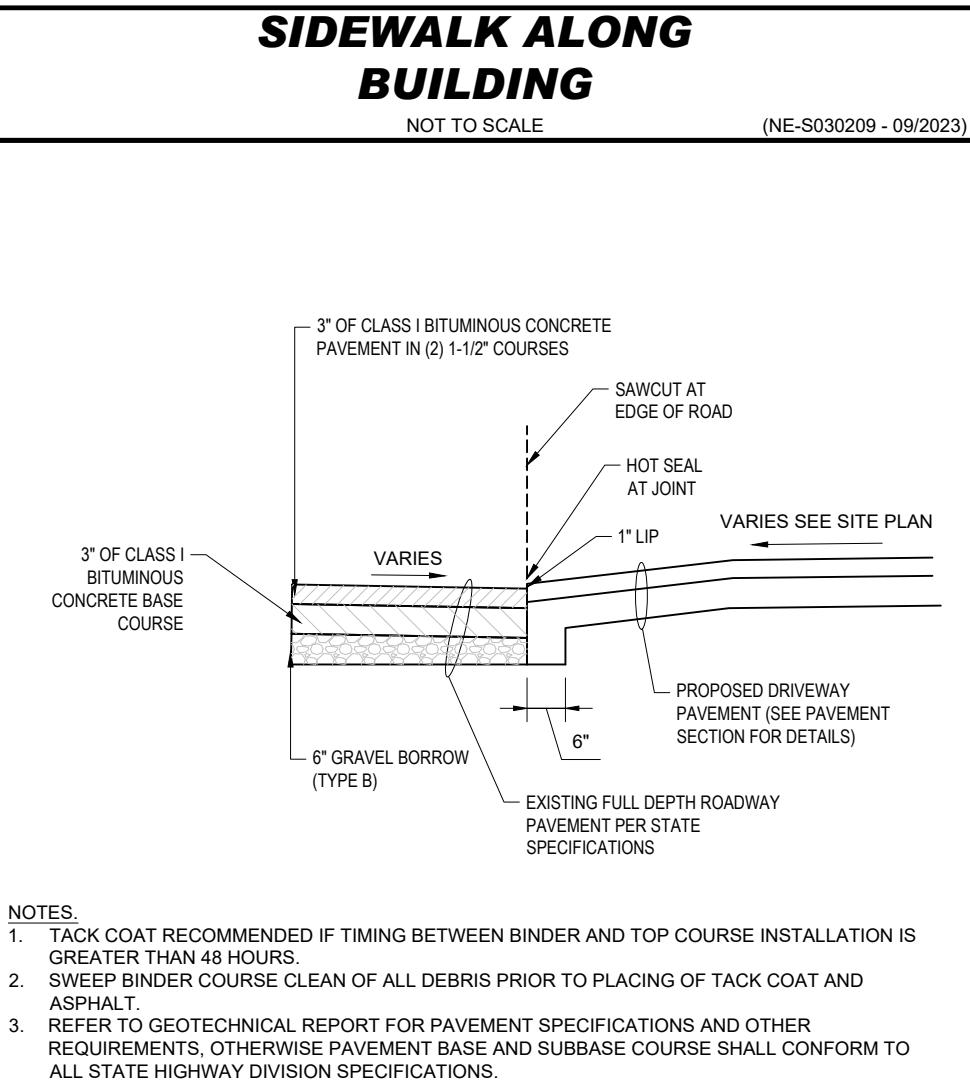 SIDEWALK ALONG
BUILDING
NOT TO SCALE (NE-S030209 - 09/2023)
3" OF CLASS I BITUMINOUS CONCRETE
PAVEMENT IN (2) 1-1/2" COURSES
SAWCUT AT
EDGE OF ROAD
HOT SEAL
AT JOINT
1" LIP
VARIES SEE SITE PLAN
VARIES
3" OF CLASS I
BITUMINOUS
CONCRETE BASE
COURSE
6" GRAVEL BORROW
(TYPE B)
6"
PROPOSED DRIVEWAY
PAVEMENT (SEE PAVEMENT
SECTION FOR DETAILS)
EXISTING FULL DEPTH ROADWAY
PAVEMENT PER STATE
SPECIFICATIONS
NOTES.
1. TACK COAT RECOMMENDED IF TIMING BETWEEN BINDER AND TOP COURSE INSTALLATION IS
GREATER THAN 48 HOURS.
2. SWEEP BINDER COURSE CLEAN OF ALL DEBRIS PRIOR TO PLACING OF TACK COAT AND
ASPHALT.
3. REFER TO GEOTECHNICAL REPORT FOR PAVEMENT SPECIFICATIONS AND OTHER
REQUIREMENTS, OTHERWISE PAVEMENT BASE AND SUBBASE COURSE SHALL CONFORM TO
ALL STATE HIGHWAY DIVISION SPECIFICATIONS.